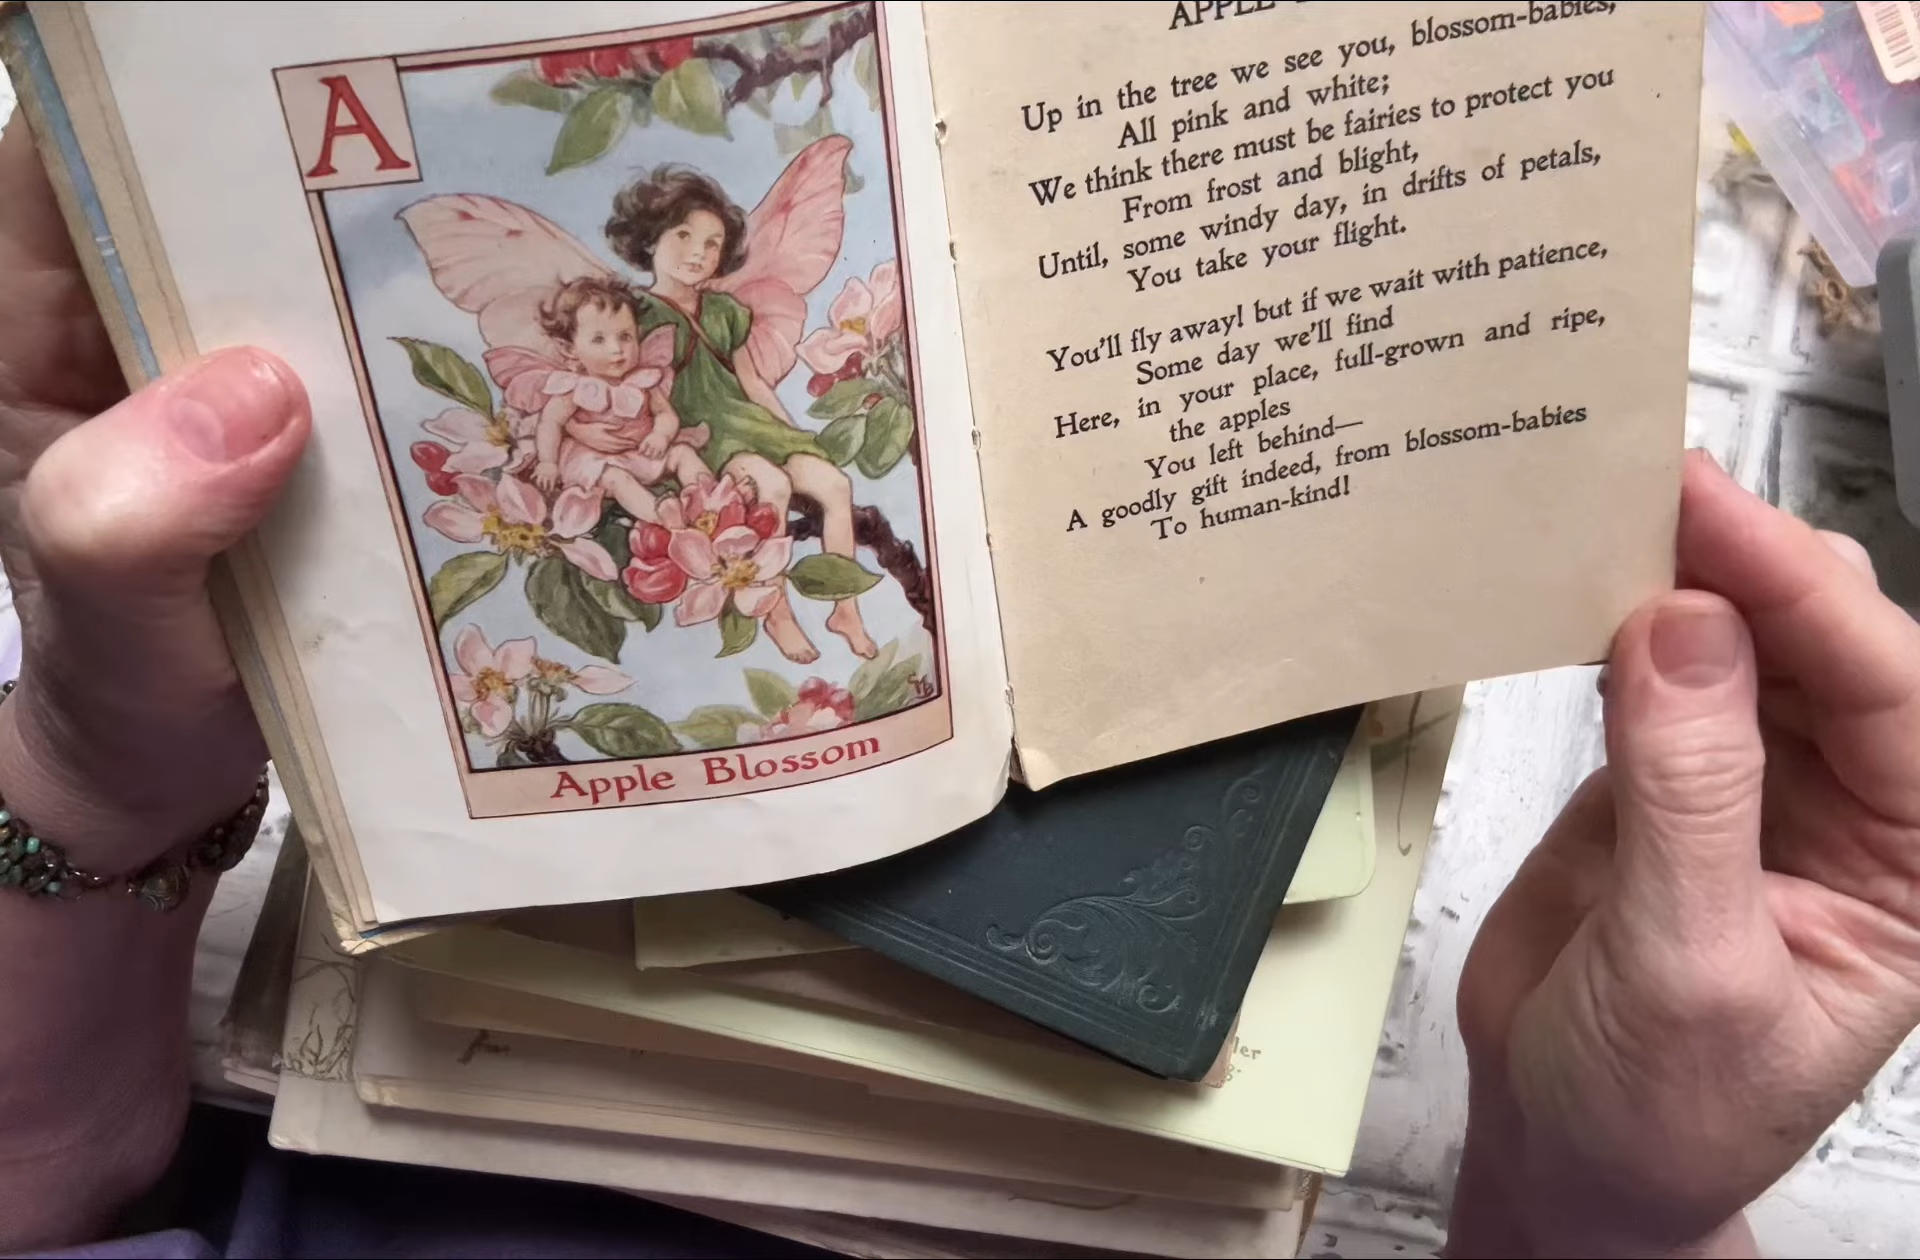 A
Apple Blossom
CMB
APPLE
Up in the tree we see you, blossom-babies,
All pink and white;
We think there must be fairies to protect you
From frost and blight,
Until, some windy day, in drifts of petals,
You take your flight.
You'll fly away! but if we wait with patience,
Some day we'll find
Here, in your place, full-grown and ripe,
the apples
You left behind—
A goodly gift indeed, from blossom-babies
To human-kind!